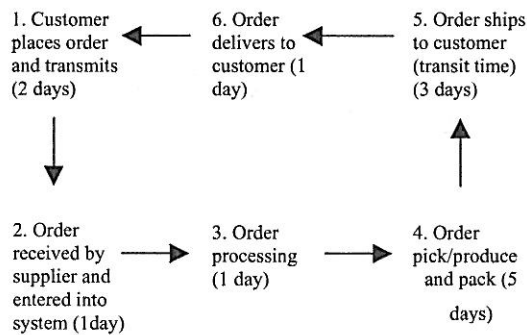 1. Customer
places order
and transmits
(2 days)
6. Order
delivers to
customer (1
day)
5. Order ships
to customer
(transit time)
(3 days)
2. Order
received by
supplier and
entered into
system (1day)
3. Order
processing
(1 day)
4. Order
pick/produce
and pack (5
days)